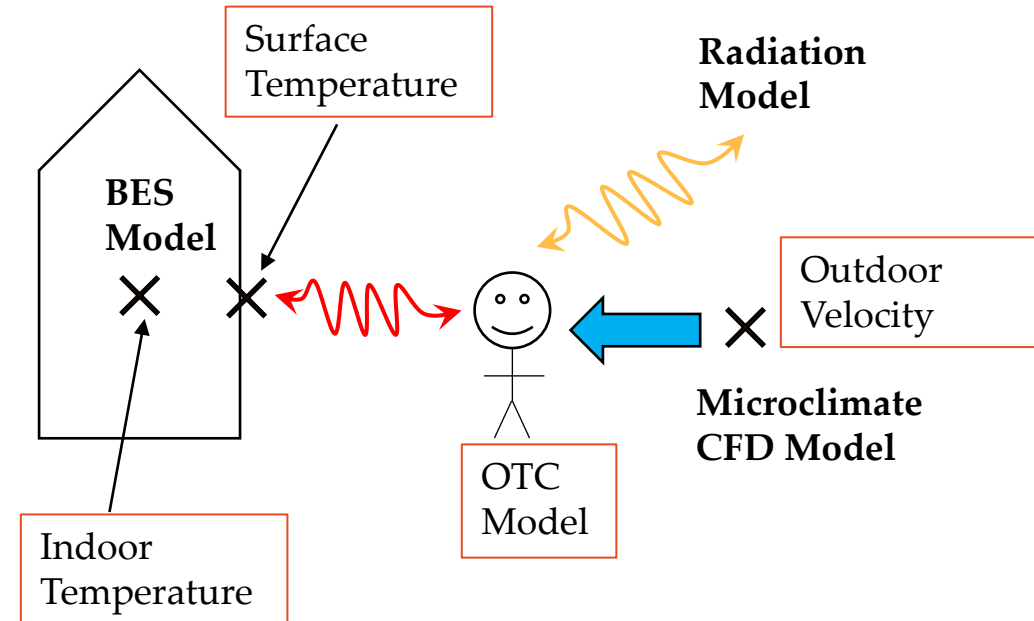 Surface
Temperature
Radiation
Model
BES
Model
Outdoor
Velocity
Microclimate
CFD Model
OTC
Model
Indoor
Temperature